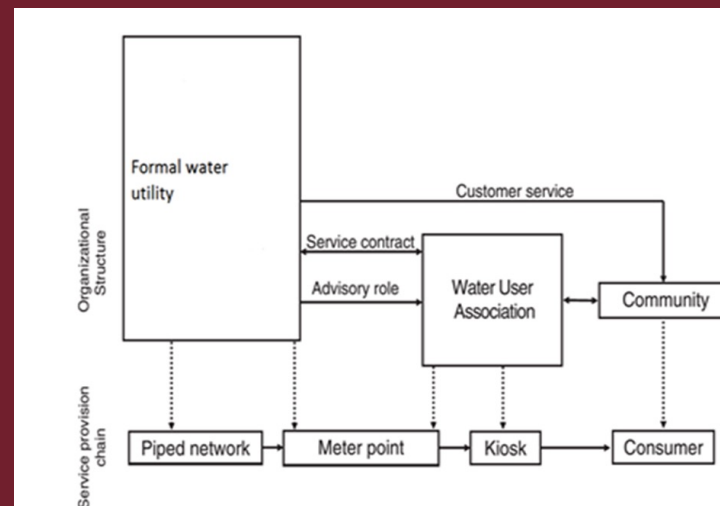 Formal water
utility
Customer service
Service contract
Advisory role
Water User
Association
Community
Organizational
Structure
Service provision
chain
Piped network
Meter point
Kiosk
Consumer